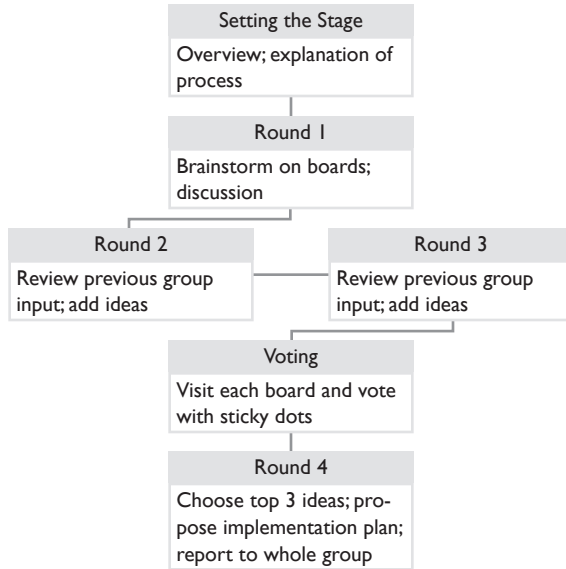 Setting the Stage
Overview; explanation of
process
Round 1
Brainstorm on boards;
discussion
Round 2
Review previous group
input; add ideas
Round 3
Review previous group
input; add ideas
Voting
Visit each board and vote
with sticky dots
Round 4
Choose top 3 ideas; pro-
pose implementation plan;
report to whole group